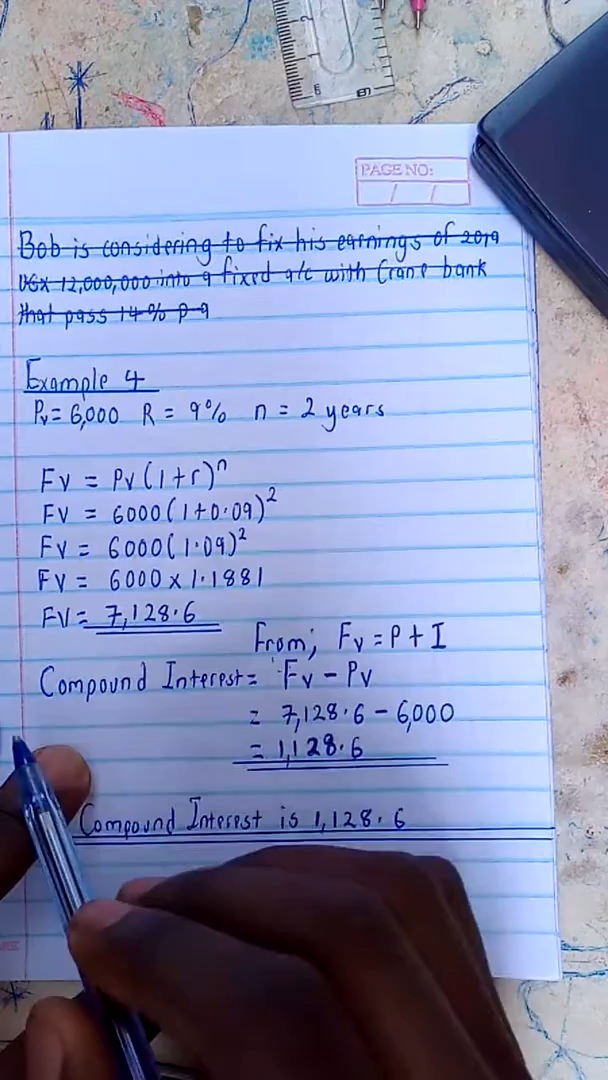 PAGE NO:
/ /
Bob is considering to fix his earnings of 2019
UGX 12,000,000 into a fixed a/c with Crane bank
that pass 14% p-a
Example 4
Pv = 6,000 R = 9% n = 2 years
FV = PV(1+r)ⁿ
FV = 6000(1+0.09)²
FV = 6000(1.09)²
FV = 6000 x 1.1881
FV = 7,128.6
From; Fv = P + I
Compound Interest = Fv - Pv
= 7,128.6 - 6,000
= 1,128.6
Compound Interest is 1,128.6